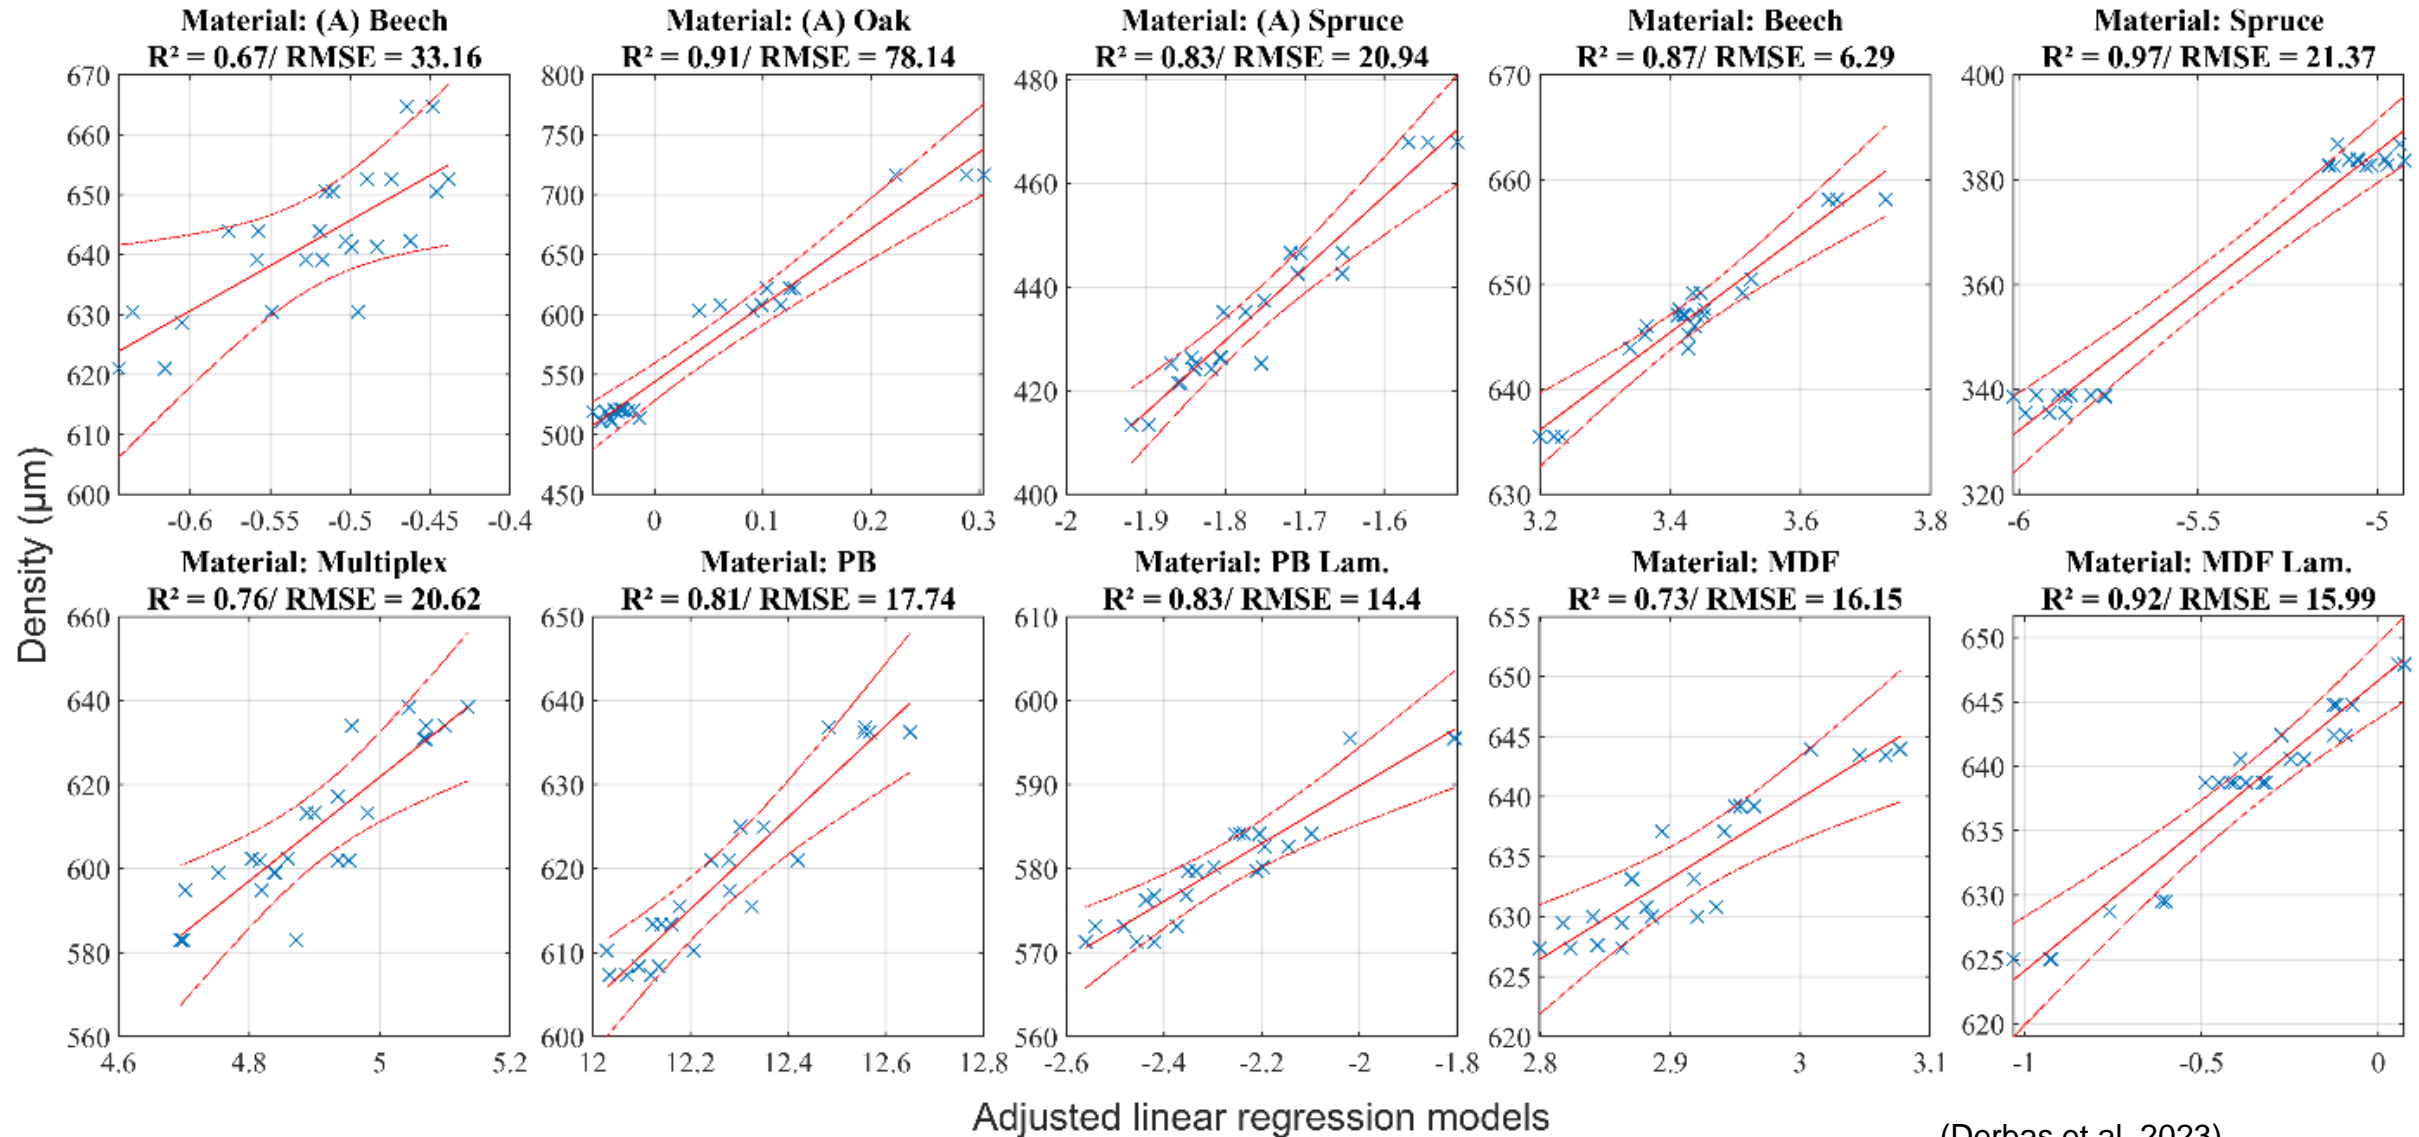 Material: (A) Beech
R² = 0.67/ RMSE = 33.16
Material: (A) Oak
R² = 0.91/ RMSE = 78.14
Material: (A) Spruce
R² = 0.83/ RMSE = 20.94
Material: Beech
R² = 0.87/ RMSE = 6.29
Material: Spruce
R² = 0.97/ RMSE = 21.37
670
660
650
640
630
620
610
600
-0.6 -0.55 -0.5 -0.45 -0.4
800
750
700
650
600
550
500
450
0 0.1 0.2 0.3
480
460
440
420
400
-2 -1.9 -1.8 -1.7 -1.6
670
660
650
640
630
3.2 3.4 3.6 3.8
400
380
360
340
320
-6 -5.5 -5
Density (µm)
Material: Multiplex
R² = 0.76/ RMSE = 20.62
Material: PB
R² = 0.81/ RMSE = 17.74
Material: PB Lam.
R² = 0.83/ RMSE = 14.4
Material: MDF
R² = 0.73/ RMSE = 16.15
Material: MDF Lam.
R² = 0.92/ RMSE = 15.99
660
640
620
600
580
560
4.6 4.8 5 5.2
650
640
630
620
610
600
12 12.2 12.4 12.6 12.8
610
600
590
580
570
560
-2.6 -2.4 -2.2 -2 -1.8
655
650
645
640
635
630
625
620
2.8 2.9 3 3.1
650
645
640
635
630
625
620
-1 -0.5 0
Adjusted linear regression models
(Derbas et al. 2023)